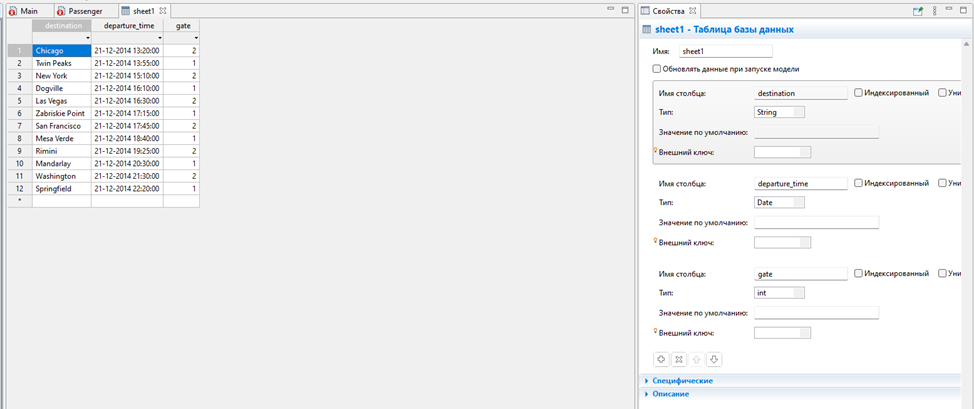 Main Passenger sheet1
destination departure_time gate
1 Chicago 21-12-2014 13:20:00 2
2 Twin Peaks 21-12-2014 13:55:00 1
3 New York 21-12-2014 15:10:00 2
4 Dogville 21-12-2014 16:10:00 1
5 Las Vegas 21-12-2014 16:30:00 2
6 Zabriskie Point 21-12-2014 17:15:00 1
7 San Francisco 21-12-2014 17:45:00 2
8 Mesa Verde 21-12-2014 18:40:00 1
9 Rimini 21-12-2014 19:25:00 2
10 Mandarlay 21-12-2014 20:30:00 1
11 Washington 21-12-2014 21:30:00 2
12 Springfield 21-12-2014 22:20:00 1
*
Свойства
sheet1 - Таблица базы данных
Имя: sheet1
Обновлять данные при запуске модели
Имя столбца: destination Индексированный Уни
Тип: String
Значение по умолчанию:
Внешний ключ:
Имя столбца: departure_time Индексированный Уни
Тип: Date
Значение по умолчанию:
Внешний ключ:
Имя столбца: gate Индексированный Уни
Тип: int
Значение по умолчанию:
Внешний ключ:
Специфические
Описание